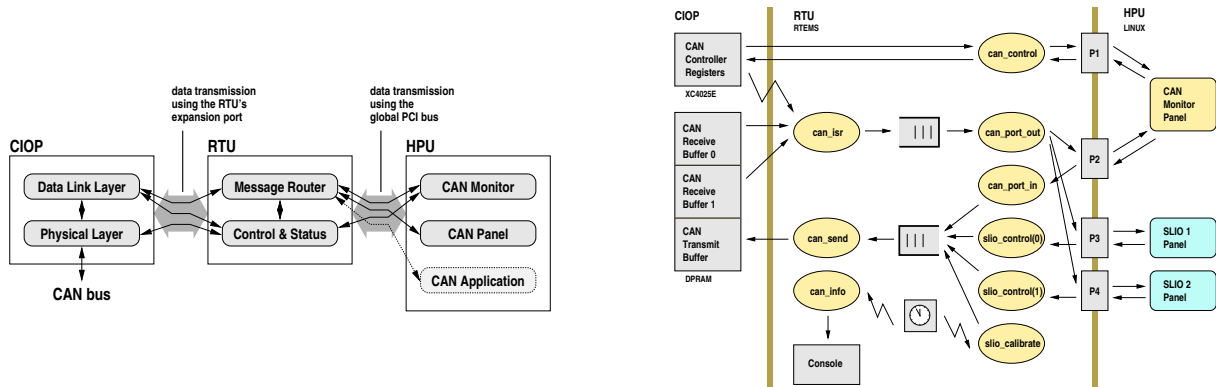 data transmission
using the RTU's
expansion port
data transmission
using the
global PCI bus
CIOP
RTU
HPU
Data Link Layer
Message Router
CAN Monitor
Physical Layer
Control & Status
CAN Panel
CAN Application
CAN bus
CIOP
RTU
RTEMS
HPU
LINUX
CAN
Controller
Registers
XC4025E
can_control
P1
CAN
Monitor
Panel
CAN
Receive
Buffer 0
can_isr
can_port_out
P2
CAN
Receive
Buffer 1
can_port_in
CAN
Transmit
Buffer
DPRAM
can_send
slio_control(0)
P3
SLIO 1
Panel
can_info
slio_control(1)
P4
SLIO 2
Panel
slio_calibrate
Console